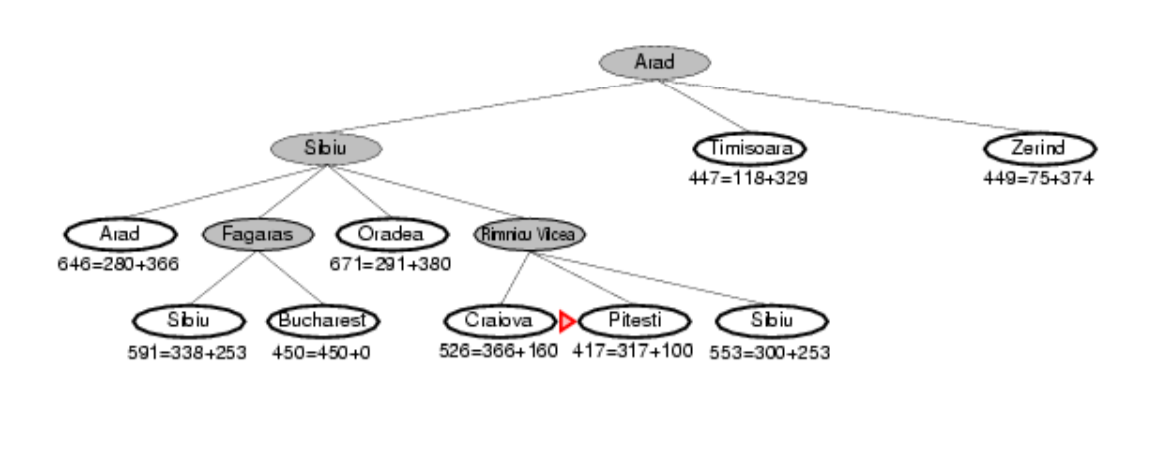 Arad
Sibiu
Timisoara
Zerind
447=118+329
449=75+374
Arad
Fagaras
Oradea
Rimnicu Vilcea
646=280+366
671=291+380
Sibiu
Bucharest
Craiova
Pitesti
Sibiu
591=338+253
450=450+0
526=366+160
417=317+100
553=300+253